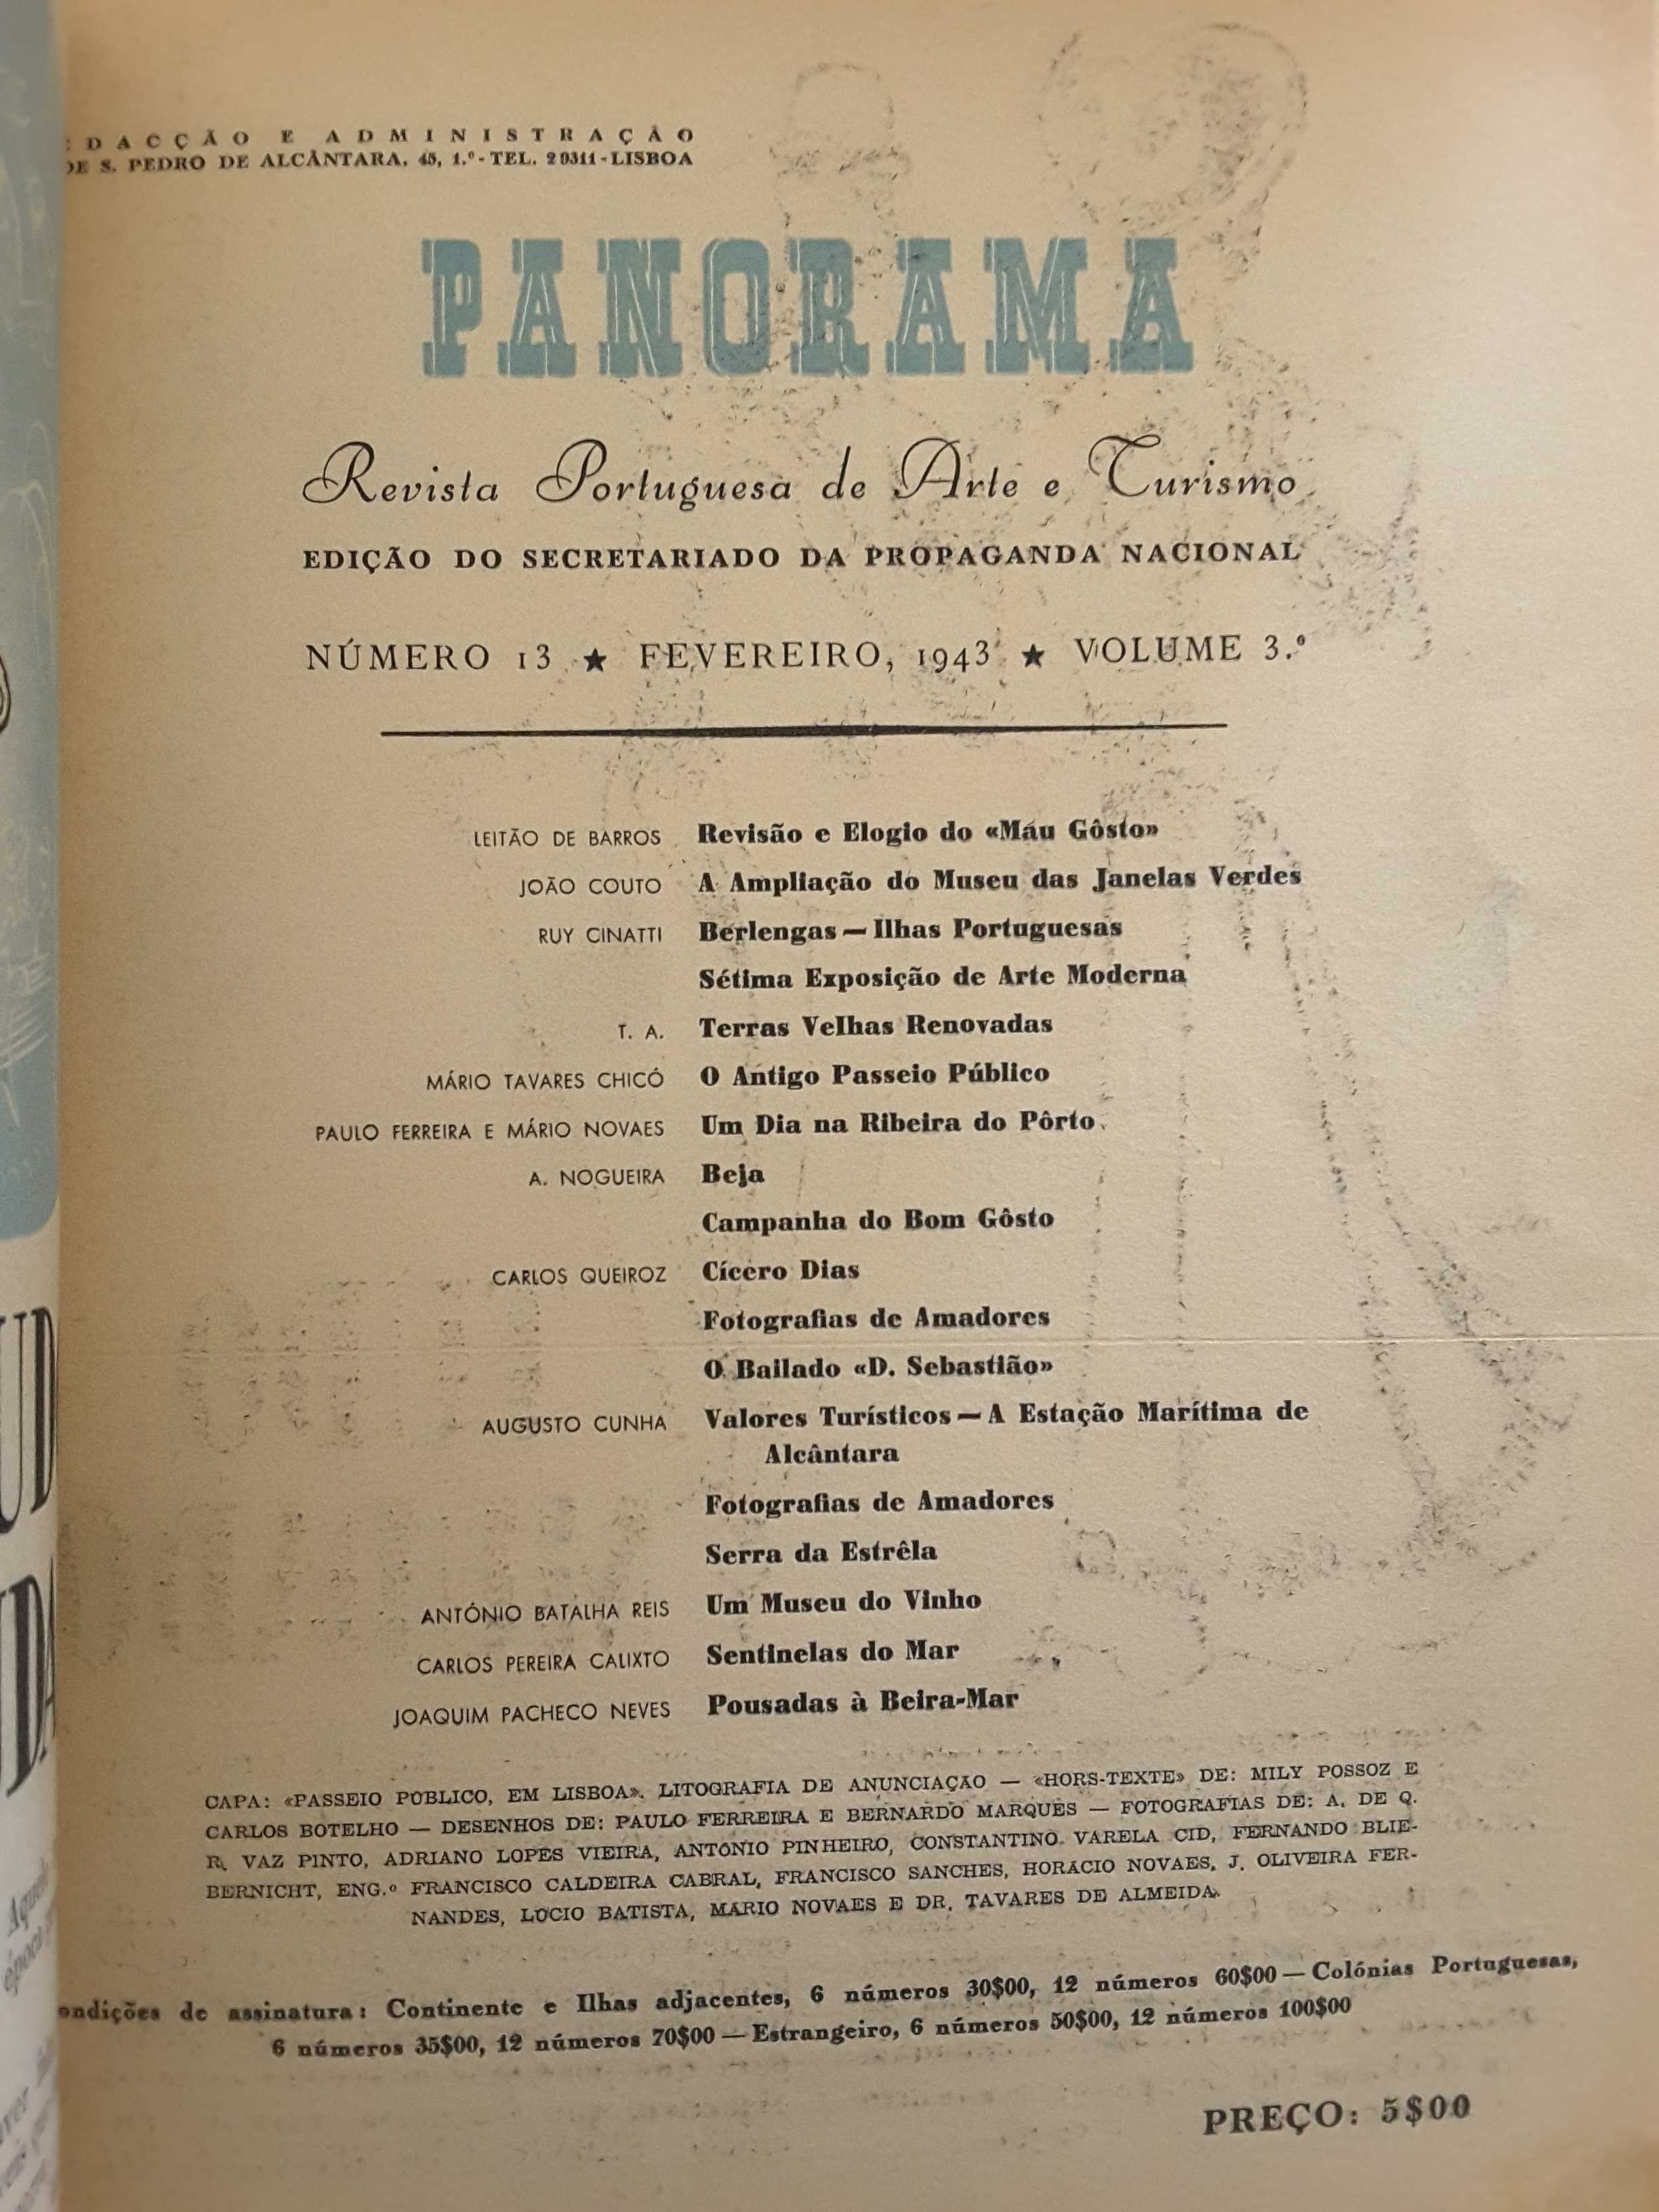 DACÇÃO E ADMINISTRAÇÃO
DE S. PEDRO DE ALCÂNTARA, 45, 1.º - TEL. 20311 - LISBOA
PANORAMA
Revista Portuguesa de Arte e Turismo
EDIÇÃO DO SECRETARIADO DA PROPAGANDA NACIONAL
NÚMERO 13 ★ FEVEREIRO, 1943 ★ VOLUME 3.º
LEITÃO DE BARROS Revisão e Elogio do «Máu Gôsto»
JOÃO COUTO A Ampliação do Museu das Janelas Verdes
RUY CINATTI Berlengas — Ilhas Portuguesas
Sétima Exposição de Arte Moderna
T. A. Terras Velhas Renovadas
MÁRIO TAVARES CHICÓ O Antigo Passeio Público
PAULO FERREIRA E MÁRIO NOVAES Um Dia na Ribeira do Pôrto
A. NOGUEIRA Beja
Campanha do Bom Gôsto
CARLOS QUEIROZ Cícero Dias
Fotografias de Amadores
O Bailado «D. Sebastião»
AUGUSTO CUNHA Valores Turísticos — A Estação Marítima de
Alcântara
Fotografias de Amadores
Serra da Estrêla
ANTÓNIO BATALHA REIS Um Museu do Vinho
CARLOS PEREIRA CALIXTO Sentinelas do Mar
JOAQUIM PACHECO NEVES Pousadas à Beira-Mar
CAPA: «PASSEIO PÚBLICO, EM LISBOA». LITOGRAFIA DE ANUNCIAÇÃO — «HORS-TEXTE» DE: MILY POSSOZ E
CARLOS BOTELHO — DESENHOS DE: PAULO FERREIRA E BERNARDO MARQUES — FOTOGRAFIAS DE: A. DE Q.
R. VAZ PINTO, ADRIANO LOPES VIEIRA, ANTÓNIO PINHEIRO, CONSTANTINO VARELA CID, FERNANDO BLIE-
BERNICHT, ENG.º FRANCISCO CALDEIRA CABRAL, FRANCISCO SANCHES, HORÁCIO NOVAES, J. OLIVEIRA FER-
NANDES, LÚCIO BATISTA, MÁRIO NOVAES E DR. TAVARES DE ALMEIDA.
ondições de assinatura: Continente e Ilhas adjacentes, 6 números 30$00, 12 números 60$00 — Colónias Portuguesas,
6 números 35$00, 12 números 70$00 — Estrangeiro, 6 números 50$00, 12 números 100$00
PREÇO: 5$00